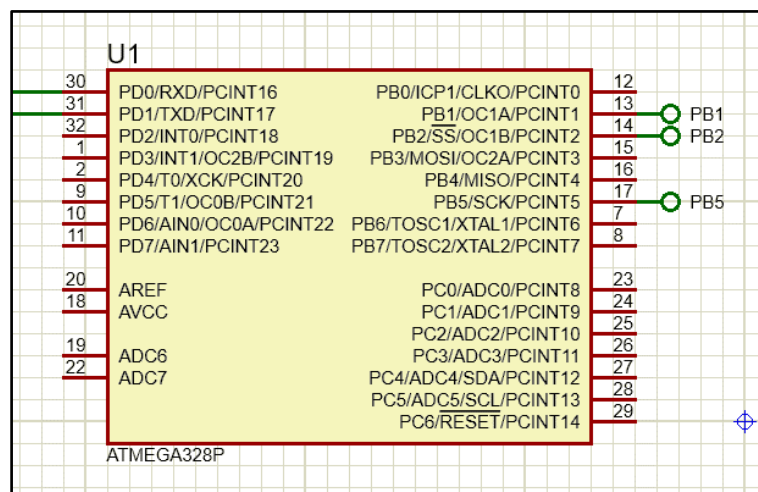 U1
30 PD0/RXD/PCINT16 PB0/ICP1/CLKO/PCINT0 12
31 PD1/TXD/PCINT17 PB1/OC1A/PCINT1 13 PB1
32 PD2/INT0/PCINT18 PB2/SS/OC1B/PCINT2 14 PB2
1 PD3/INT1/OC2B/PCINT19 PB3/MOSI/OC2A/PCINT3 15
2 PD4/T0/XCK/PCINT20 PB4/MISO/PCINT4 16
9 PD5/T1/OC0B/PCINT21 PB5/SCK/PCINT5 17 PB5
10 PD6/AIN0/OC0A/PCINT22 PB6/TOSC1/XTAL1/PCINT6 7
11 PD7/AIN1/PCINT23 PB7/TOSC2/XTAL2/PCINT7 8
20 AREF PC0/ADC0/PCINT8 23
18 AVCC PC1/ADC1/PCINT9 24
PC2/ADC2/PCINT10 25
19 ADC6 PC3/ADC3/PCINT11 26
22 ADC7 PC4/ADC4/SDA/PCINT12 27
PC5/ADC5/SCL/PCINT13 28
PC6/RESET/PCINT14 29
ATMEGA328P